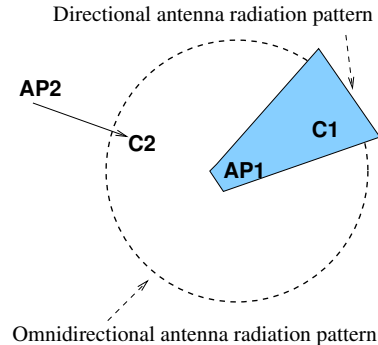 Directional antenna radiation pattern
AP2
C2
C1
AP1
Omnidirectional antenna radiation pattern